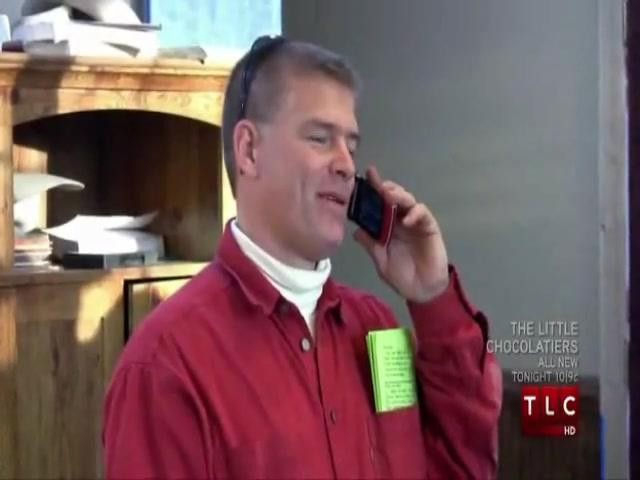 THE LITTLE
CHOCOLATIERS
ALL NEW
TONIGHT 10|9c
TLC
HD